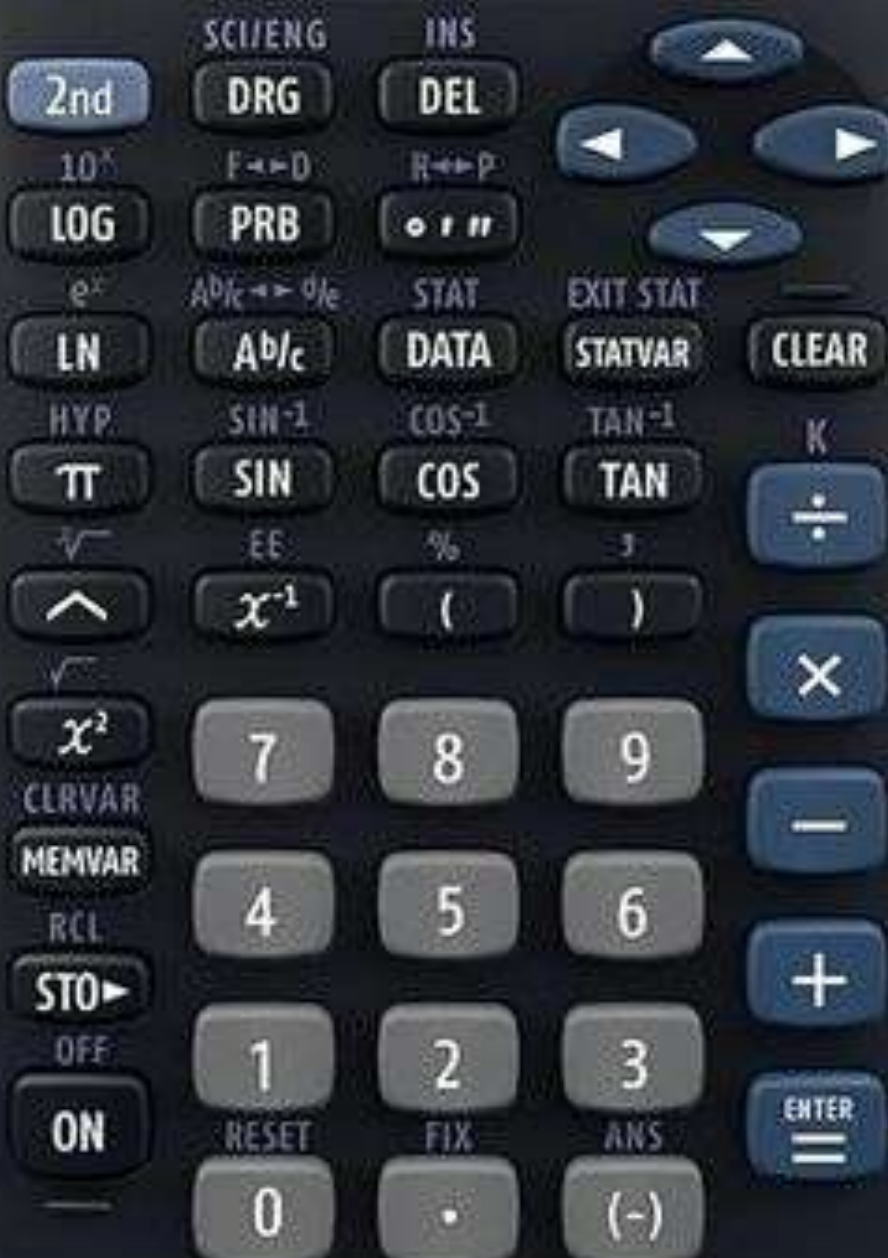 SCI/ENG INS
2nd DRG DEL
10ˣ F◄►D R◄►P
LOG PRB ° ' "
eˣ Ab/c◄►d/e STAT EXIT STAT
LN Ab/c DATA STATVAR CLEAR
HYP SIN⁻¹ COS⁻¹ TAN⁻¹ K
π SIN COS TAN ÷
ˣ√ EE % ,
^ x⁻¹ ( )
√ ×
x² 7 8 9
CLRVAR
MEMVAR −
RCL 4 5 6
STO► +
OFF
ON 1 2 3 ENTER
RESET FIX ANS =
0 . (-)